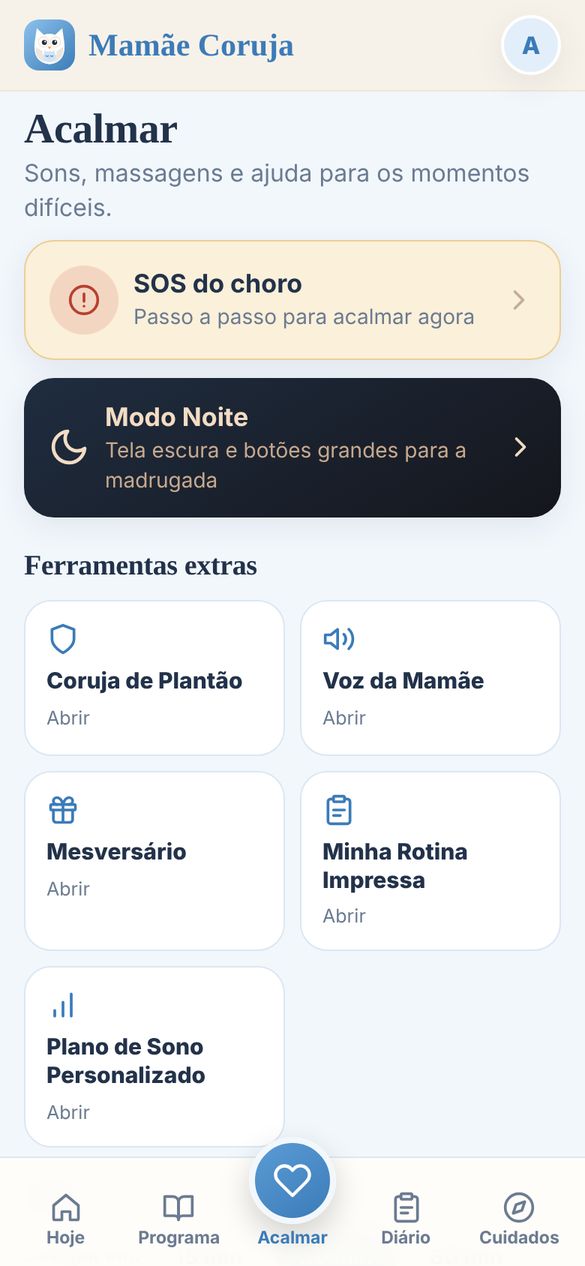 Mamãe Coruja
A
Acalmar
Sons, massagens e ajuda para os momentos
difíceis.
SOS do choro
Passo a passo para acalmar agora
Modo Noite
Tela escura e botões grandes para a
madrugada
Ferramentas extras
Coruja de Plantão
Abrir
Voz da Mamãe
Abrir
Mesversário
Abrir
Minha Rotina
Impressa
Abrir
Plano de Sono
Personalizado
Abrir
Hoje
Programa
Acalmar
Diário
Cuidados